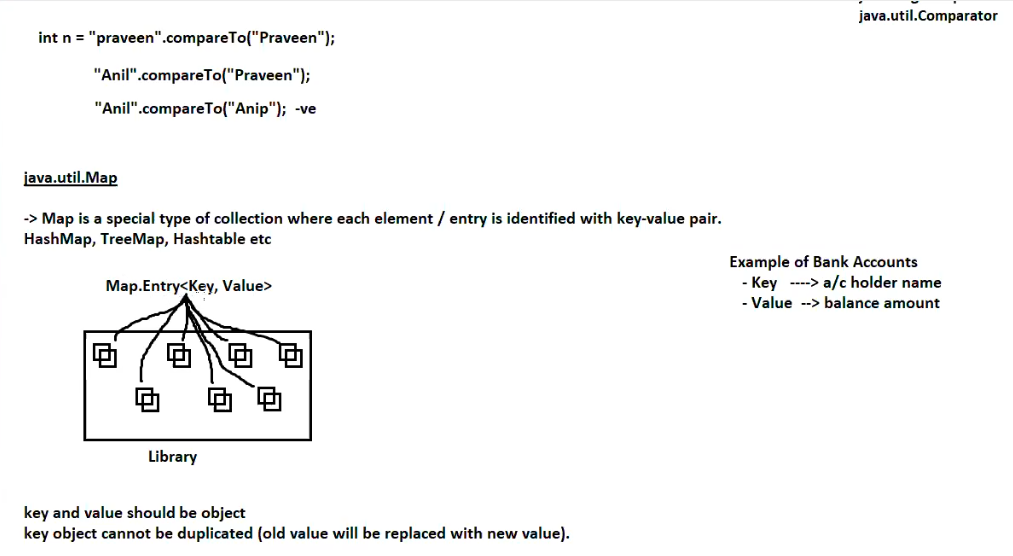 java.util.Comparator
int n = "praveen".compareTo("Praveen");
"Anil".compareTo("Praveen");
"Anil".compareTo("Anip"); -ve
java.util.Map
-> Map is a special type of collection where each element / entry is identified with key-value pair.
HashMap, TreeMap, Hashtable etc
Example of Bank Accounts
- Key ----> a/c holder name
- Value --> balance amount
Map.Entry<Key, Value>
Library
key and value should be object
key object cannot be duplicated (old value will be replaced with new value).